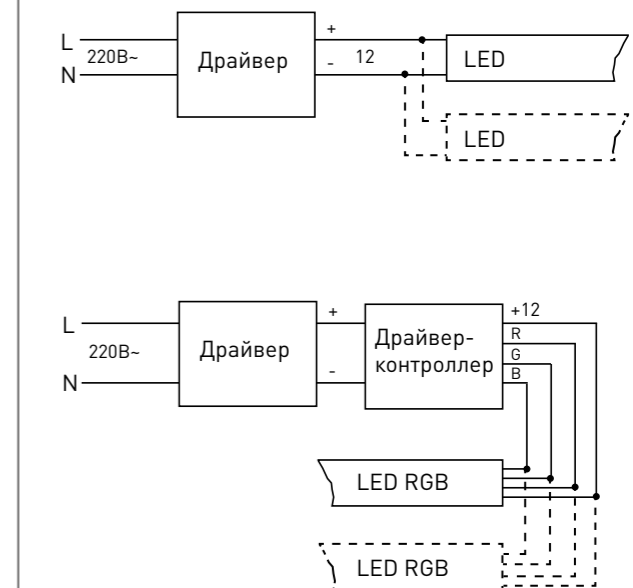 +
L
220В~
Драйвер
- 12
LED
N
LED
+
+12
L
R
Драйвер-
220В~
Драйвер
G
контроллер
-
B
N
LED RGB
LED RGB